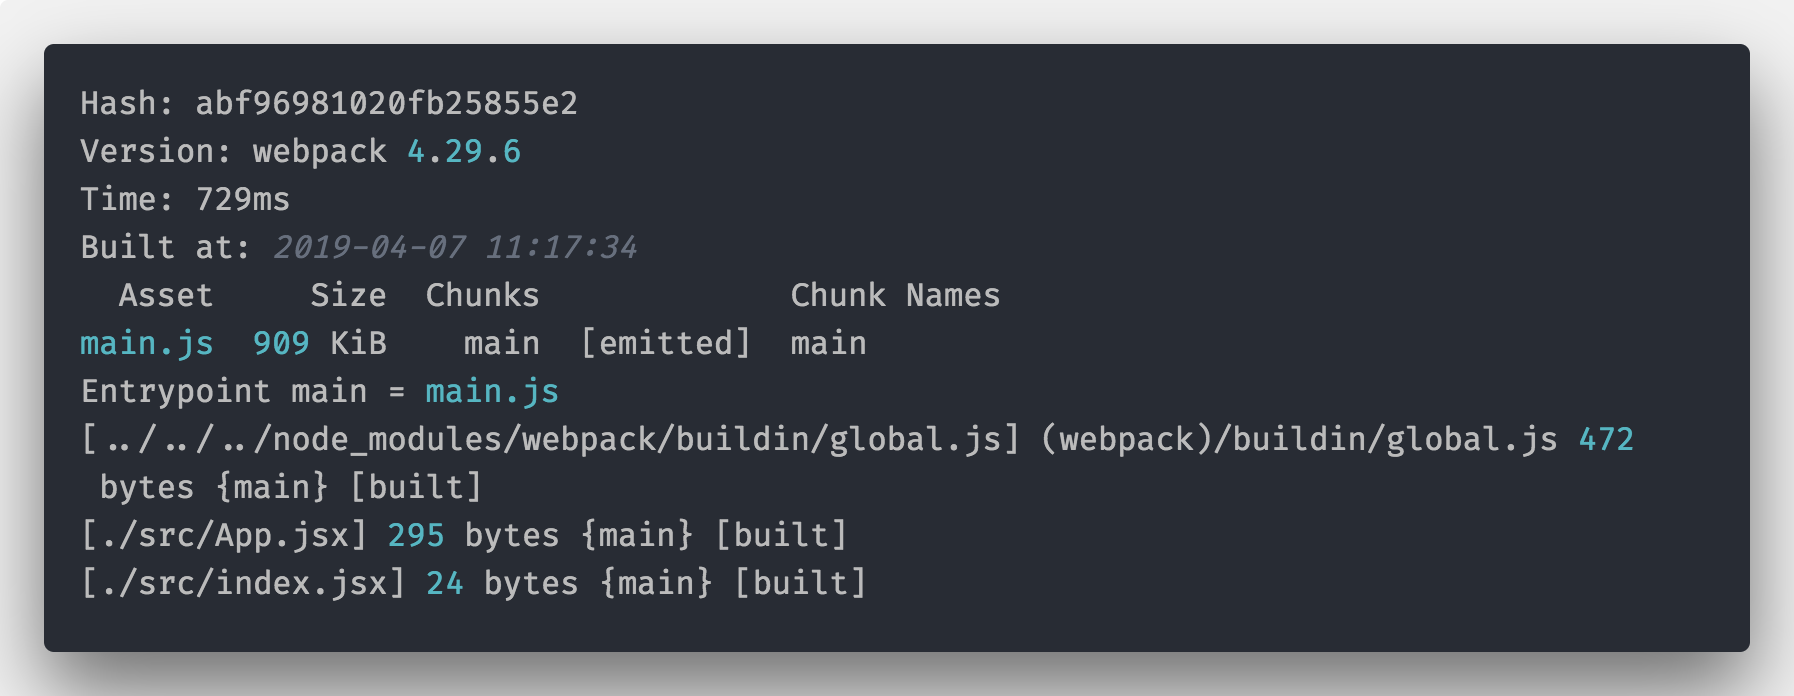 Hash: abf96981020fb25855e2
Version: webpack 4.29.6
Time: 729ms
Built at: 2019-04-07 11:17:34
  Asset     Size  Chunks             Chunk Names
main.js  909 KiB    main  [emitted]  main
Entrypoint main = main.js
[../../../node_modules/webpack/buildin/global.js] (webpack)/buildin/global.js 472
 bytes {main} [built]
[./src/App.jsx] 295 bytes {main} [built]
[./src/index.jsx] 24 bytes {main} [built]